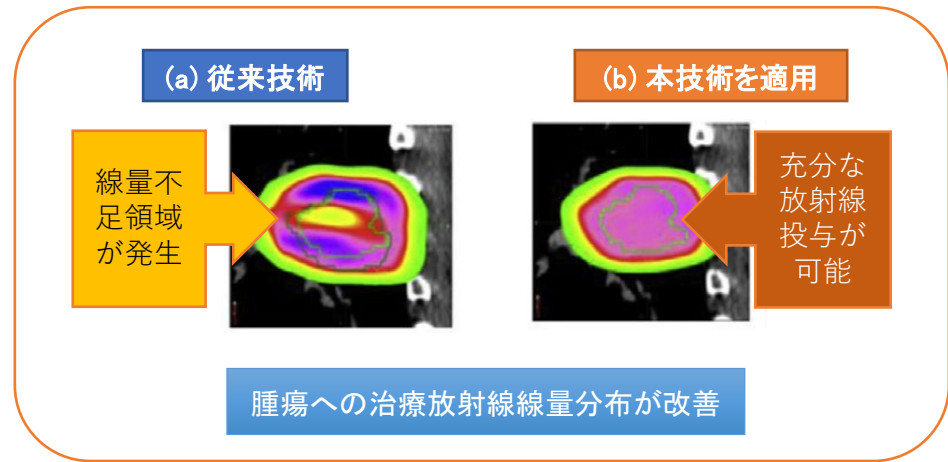 (a) 従来技術
(b) 本技術を適用
線量不
足領域
が発生
充分な
放射線
投与が
可能
腫瘍への治療放射線線量分布が改善